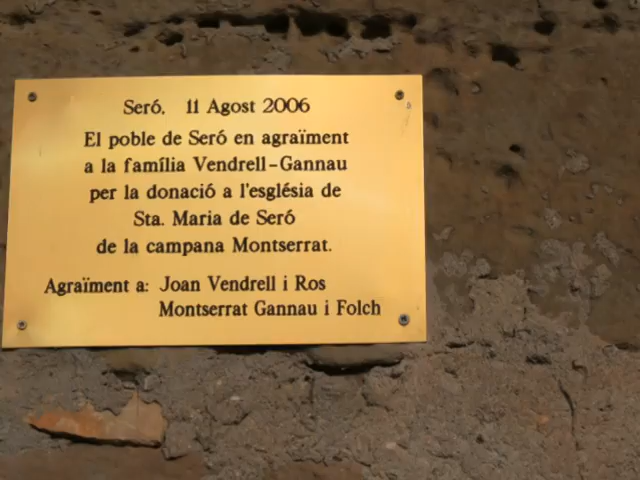 Seró, 11 Agost 2006
El poble de Seró en agraïment
a la família Vendrell-Gannau
per la donació a l'església de
Sta. Maria de Seró
de la campana Montserrat.
Agraïment a: Joan Vendrell i Ros
Montserrat Gannau i Folch